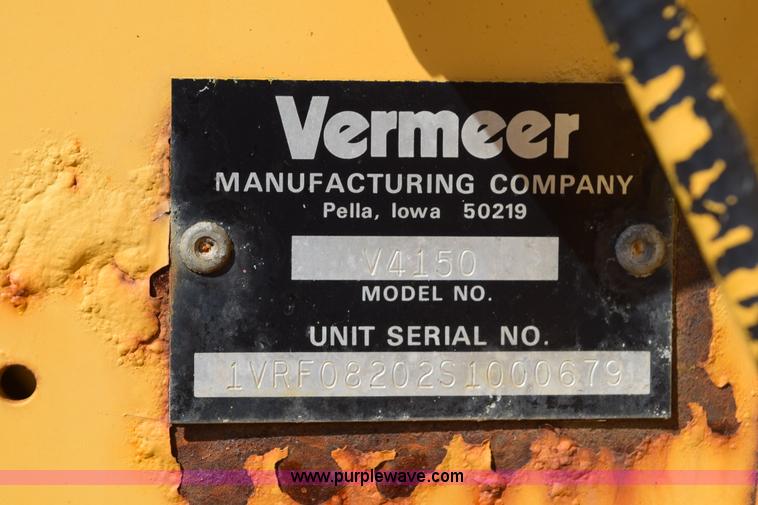 Vermeer
MANUFACTURING COMPANY
Pella, Iowa 50219
V4150
MODEL NO.
UNIT SERIAL NO.
1VRF08202S1000679
www.purplewave.com